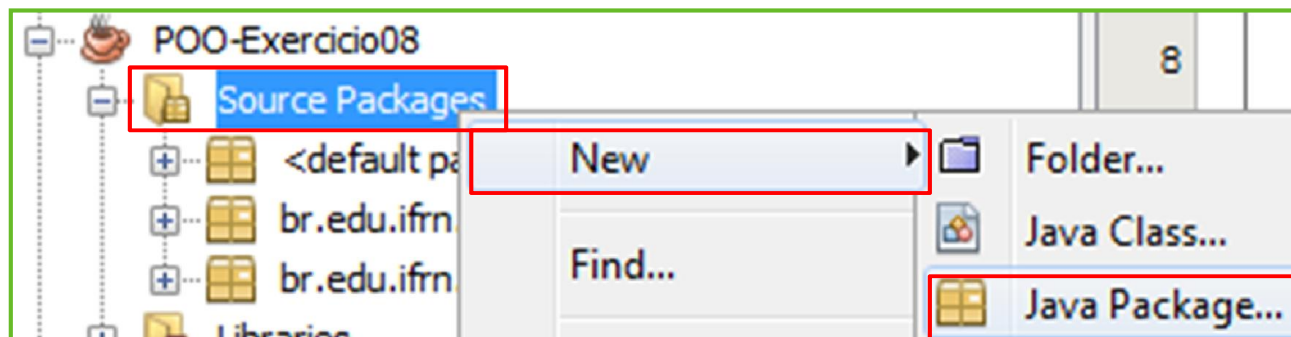 POO-Exercicio08
8
Source Packages
<default pa
New
Folder...
br.edu.ifrn.
Java Class...
Find...
br.edu.ifrn.
Java Package...
Libraries